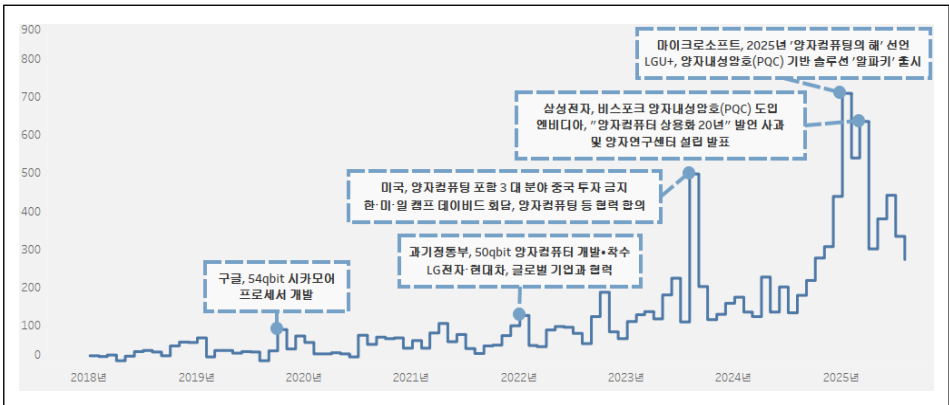 900
800
700
600
500
400
300
200
100
0
마이크로소프트, 2025년 '양자컴퓨팅의 해' 선언
LGU+, 양자내성암호(PQC) 기반 솔루션 '알파키' 출시
삼성전자, 비스포크 양자내성암호(PQC) 도입
엔비디아, "양자컴퓨터 상용화 20년" 발언 사과
및 양자연구센터 설립 발표
미국, 양자컴퓨팅 포함 3대 분야 중국 투자 금지
한·미·일 캠프 데이비드 회담, 양자컴퓨팅 등 협력 합의
과기정통부, 50qbit 양자컴퓨터 개발•착수
LG전자·현대차, 글로벌 기업과 협력
구글, 54qbit 시카모어
프로세서 개발
2018년 2019년 2020년 2021년 2022년 2023년 2024년 2025년